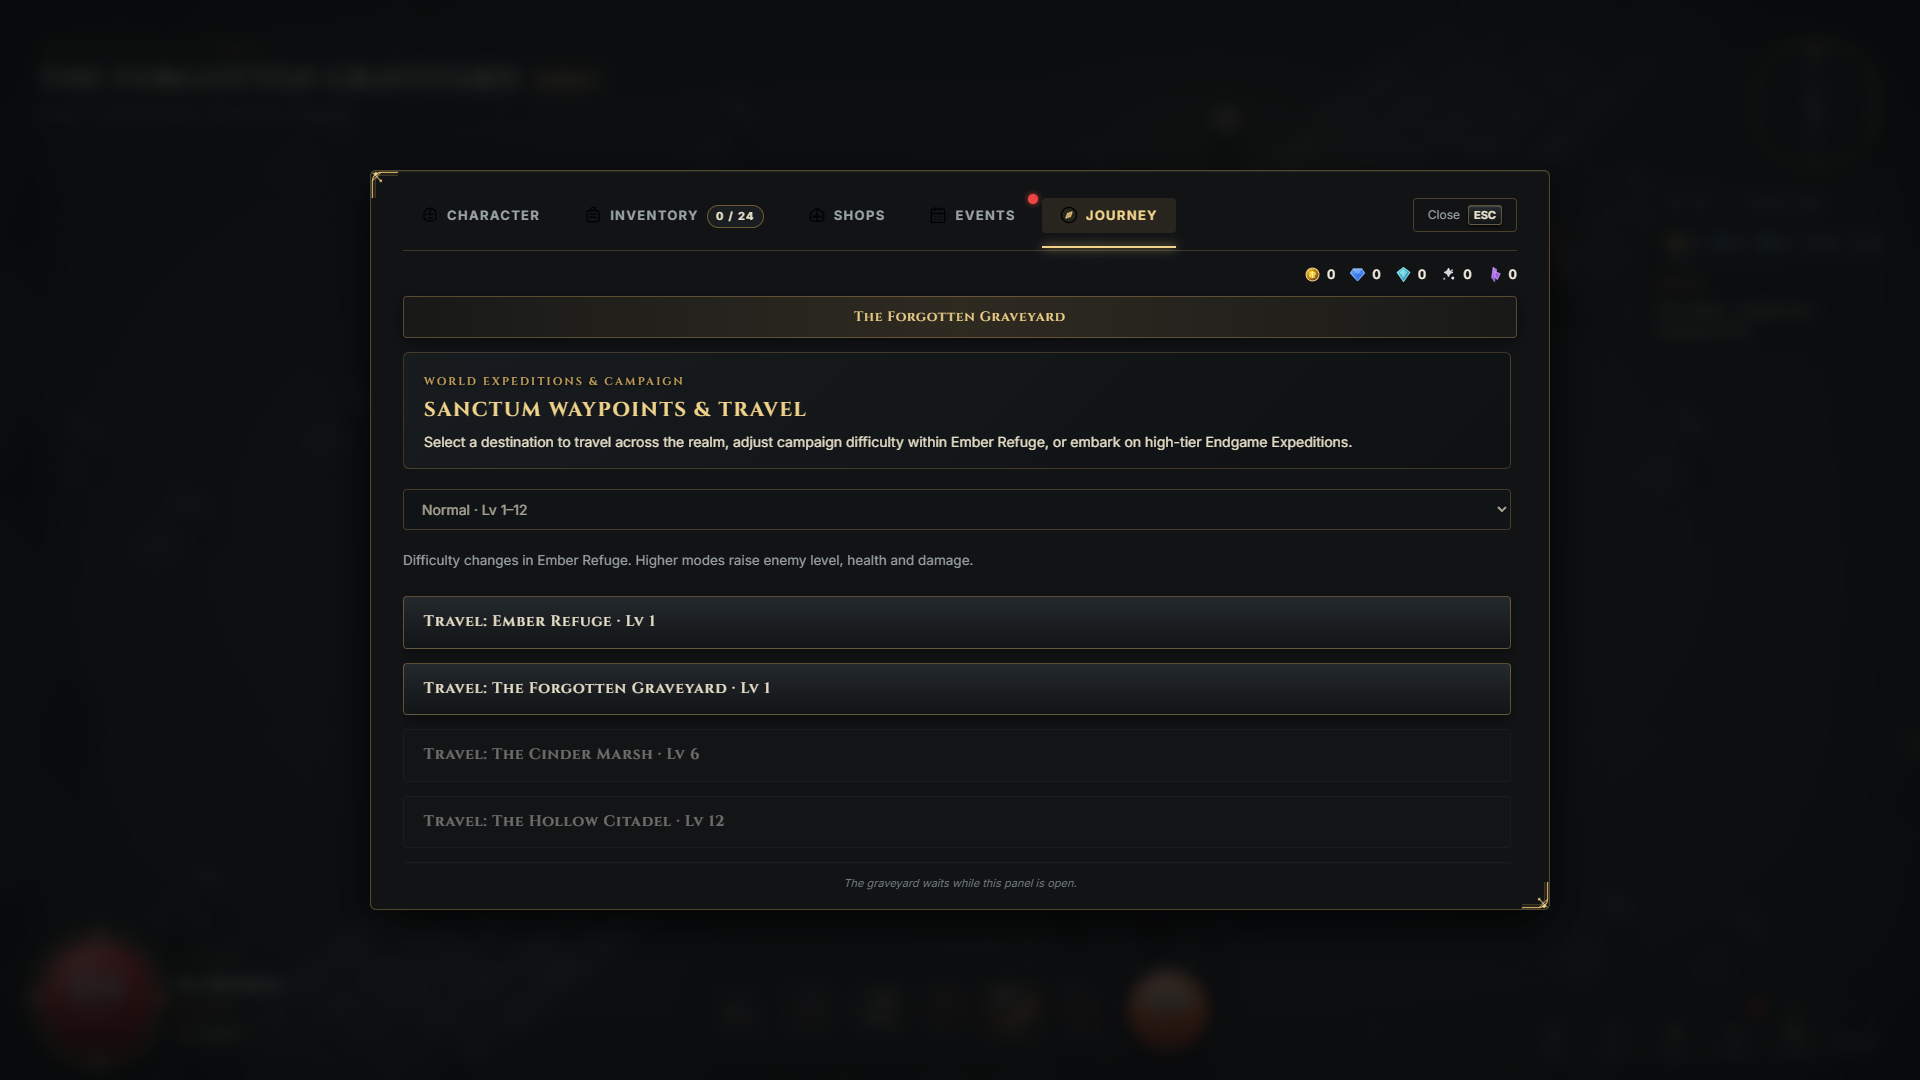 CHARACTER
INVENTORY 0 / 24
SHOPS
EVENTS
JOURNEY
Close ESC
0 0 0 0 0
The Forgotten Graveyard
WORLD EXPEDITIONS & CAMPAIGN
SANCTUM WAYPOINTS & TRAVEL
Select a destination to travel across the realm, adjust campaign difficulty within Ember Refuge, or embark on high-tier Endgame Expeditions.
Normal · Lv 1–12
Difficulty changes in Ember Refuge. Higher modes raise enemy level, health and damage.
Travel: Ember Refuge · Lv 1
Travel: The Forgotten Graveyard · Lv 1
Travel: The Cinder Marsh · Lv 6
Travel: The Hollow Citadel · Lv 12
The graveyard waits while this panel is open.